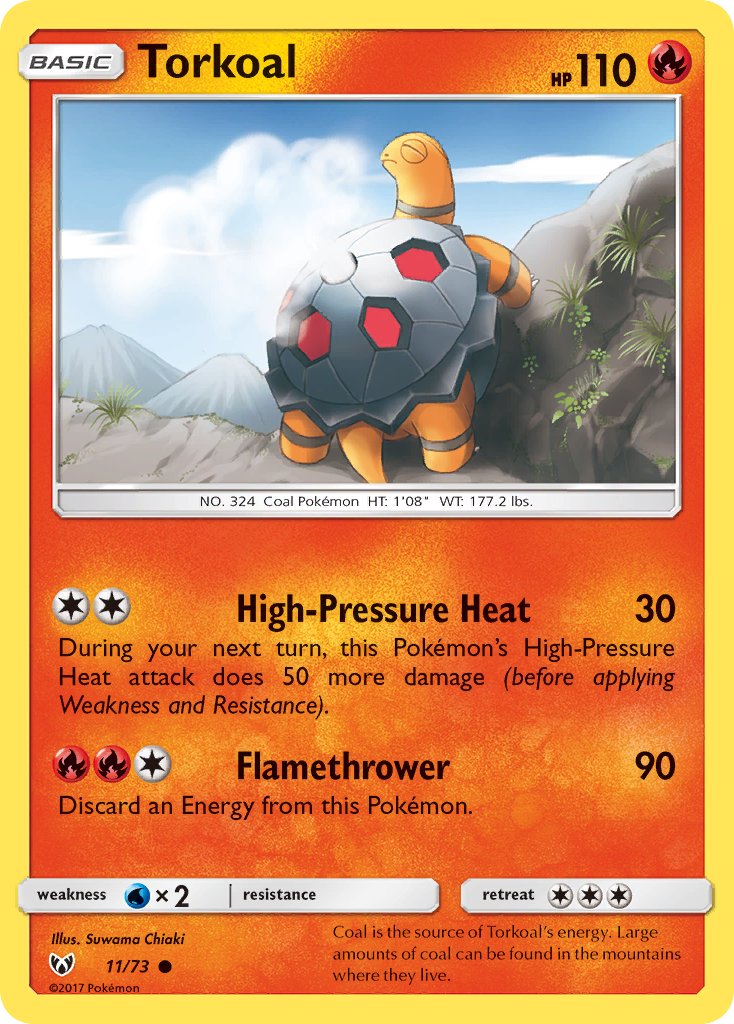 BASIC Torkoal HP 110
NO. 324 Coal Pokémon HT: 1'08" WT: 177.2 lbs.
High-Pressure Heat 30
During your next turn, this Pokémon's High-Pressure
Heat attack does 50 more damage (before applying
Weakness and Resistance).
Flamethrower 90
Discard an Energy from this Pokémon.
weakness × 2 resistance retreat
Illus. Suwama Chiaki
11/73
©2017 Pokémon
Coal is the source of Torkoal's energy. Large
amounts of coal can be found in the mountains
where they live.